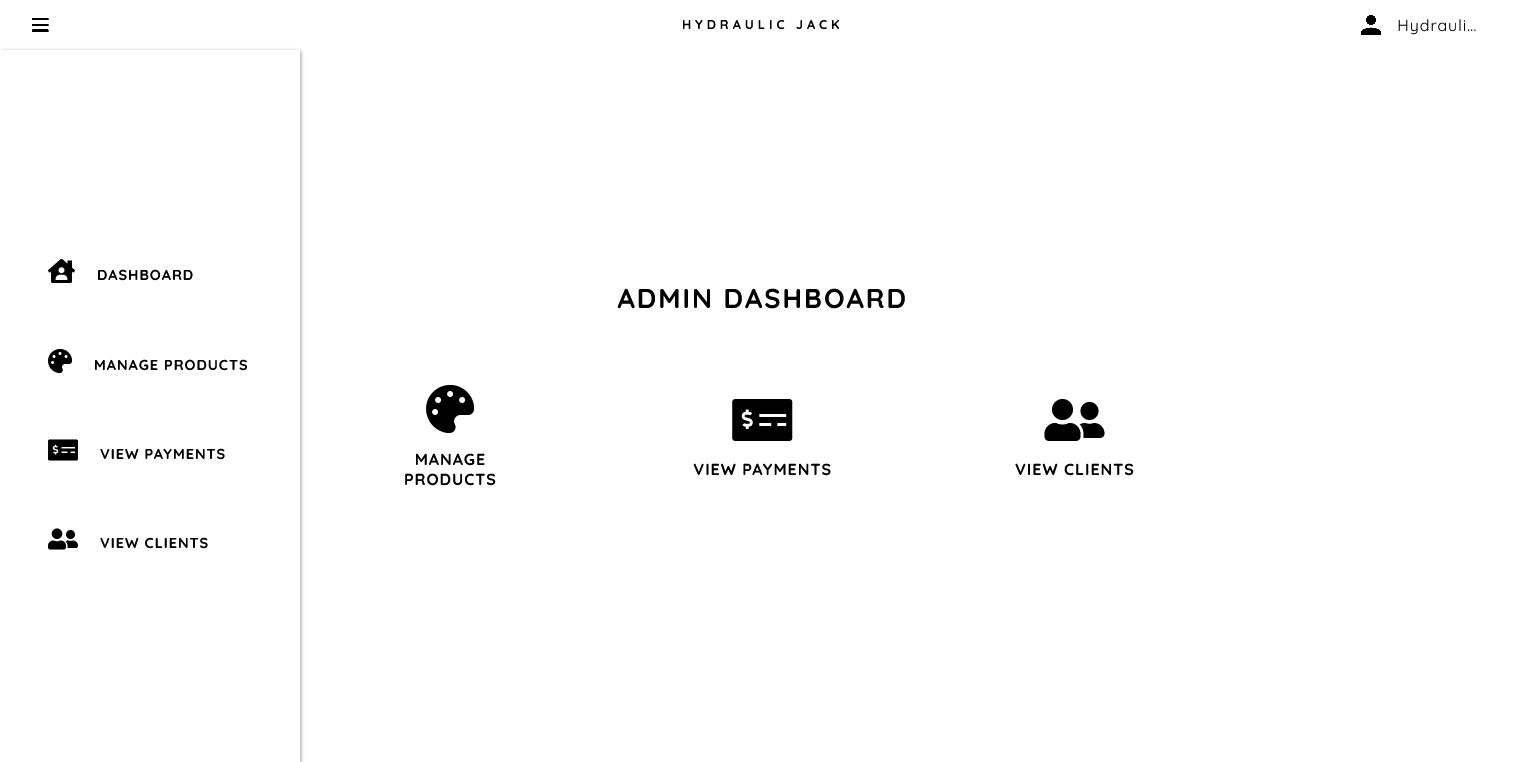 HYDRAULIC JACK
Hydrauli...
DASHBOARD
MANAGE PRODUCTS
VIEW PAYMENTS
VIEW CLIENTS
ADMIN DASHBOARD
MANAGE
PRODUCTS
$
VIEW PAYMENTS
VIEW CLIENTS